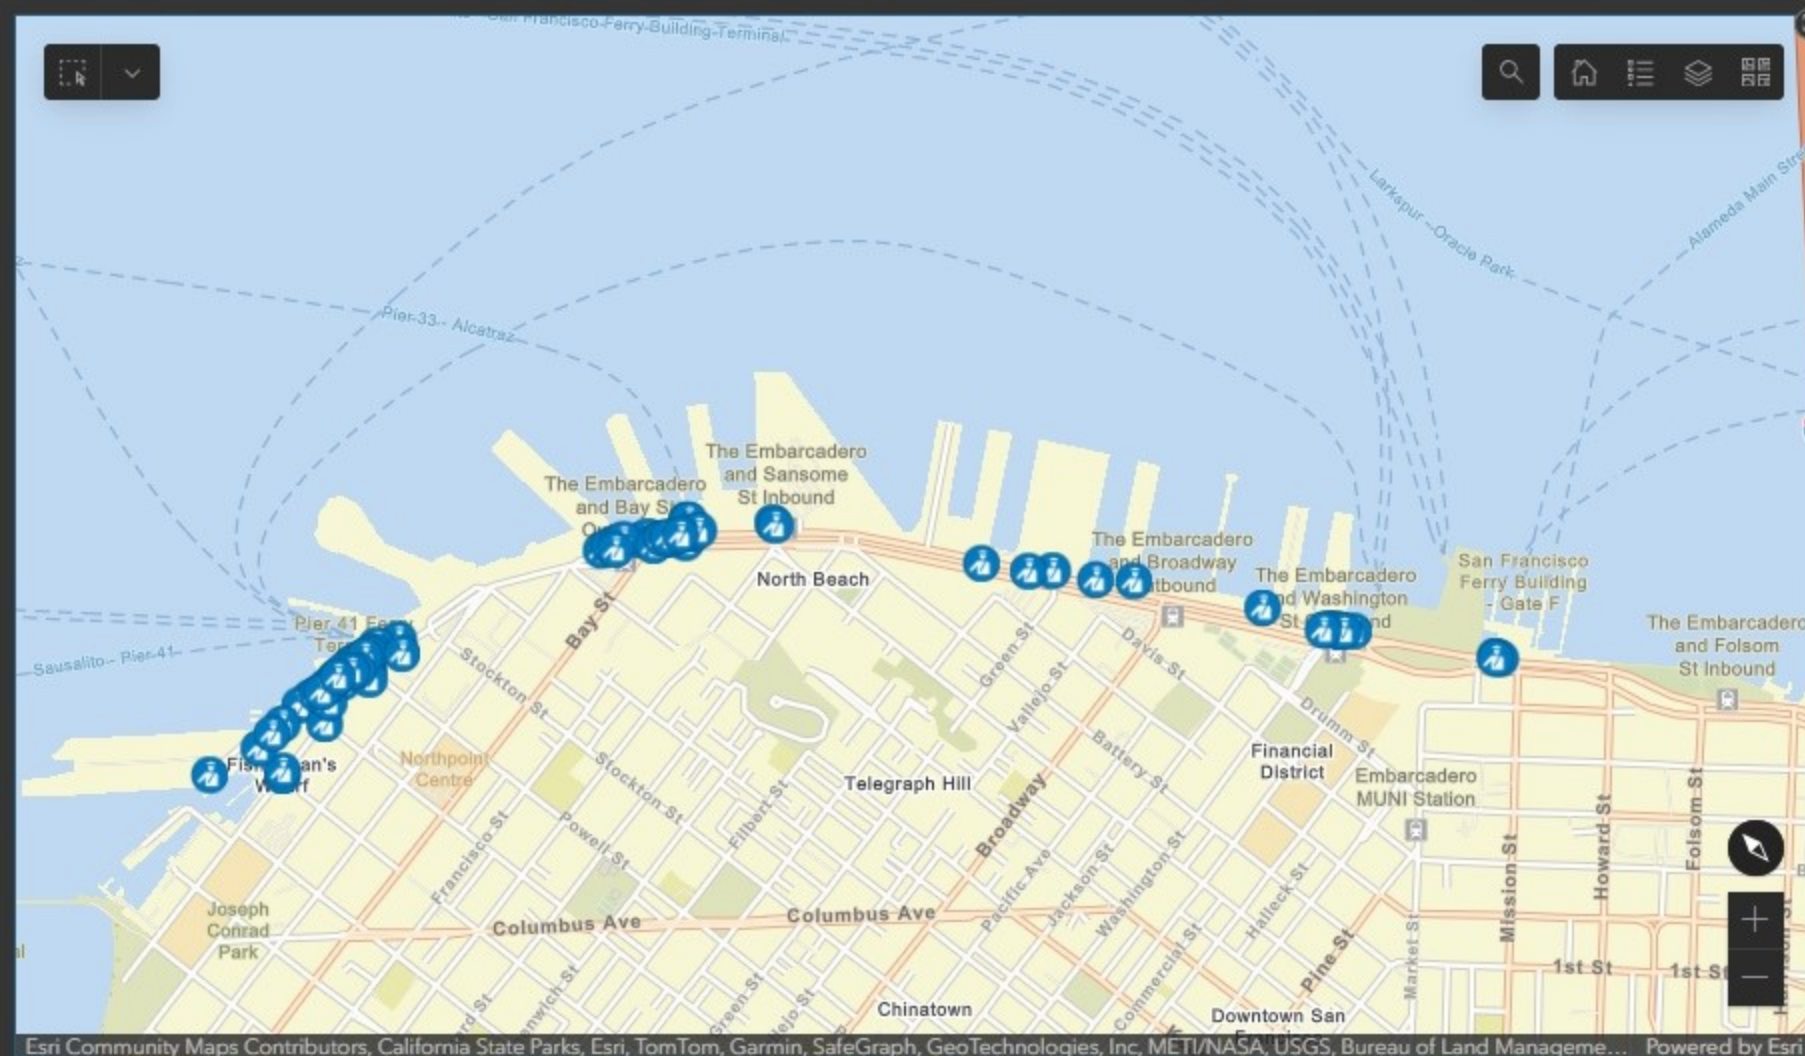 San Francisco Ferry Building-Terminal
Larkspur - Oracle Park
Alameda Main Stre
Pier 33 - Alcatraz
The Embarcadero
and Sansome
St Inbound
The Embarcadero
and Bay St
The Embarcadero
and Broadway
The Embarcadero
and Washington
San Francisco
Ferry Building
- Gate F
The Embarcadero
and Folsom
St Inbound
North Beach
Pier 41 Ferry
Sausalito - Pier 41
Bay St
Stockton St
Green St
Vallejo St
Davis St
Drumm St
Battery St
Northpoint
Centre
Stockton St
Telegraph Hill
Financial
District
Embarcadero
MUNI Station
Powell St
Filbert St
Francisco St
Broadway
Pacific Ave
Jackson St
Washington St
Halleck St
Mission St
Howard St
Folsom St
Joseph
Conrad
Park
Columbus Ave
Columbus Ave
Commercial St
Pine St
Market St
1st St
1st St
Green St
Chinatown
Downtown San
Esri Community Maps Contributors, California State Parks, Esri, TomTom, Garmin, SafeGraph, GeoTechnologies, Inc, METI/NASA, USGS, Bureau of Land Manageme... Powered by Esri